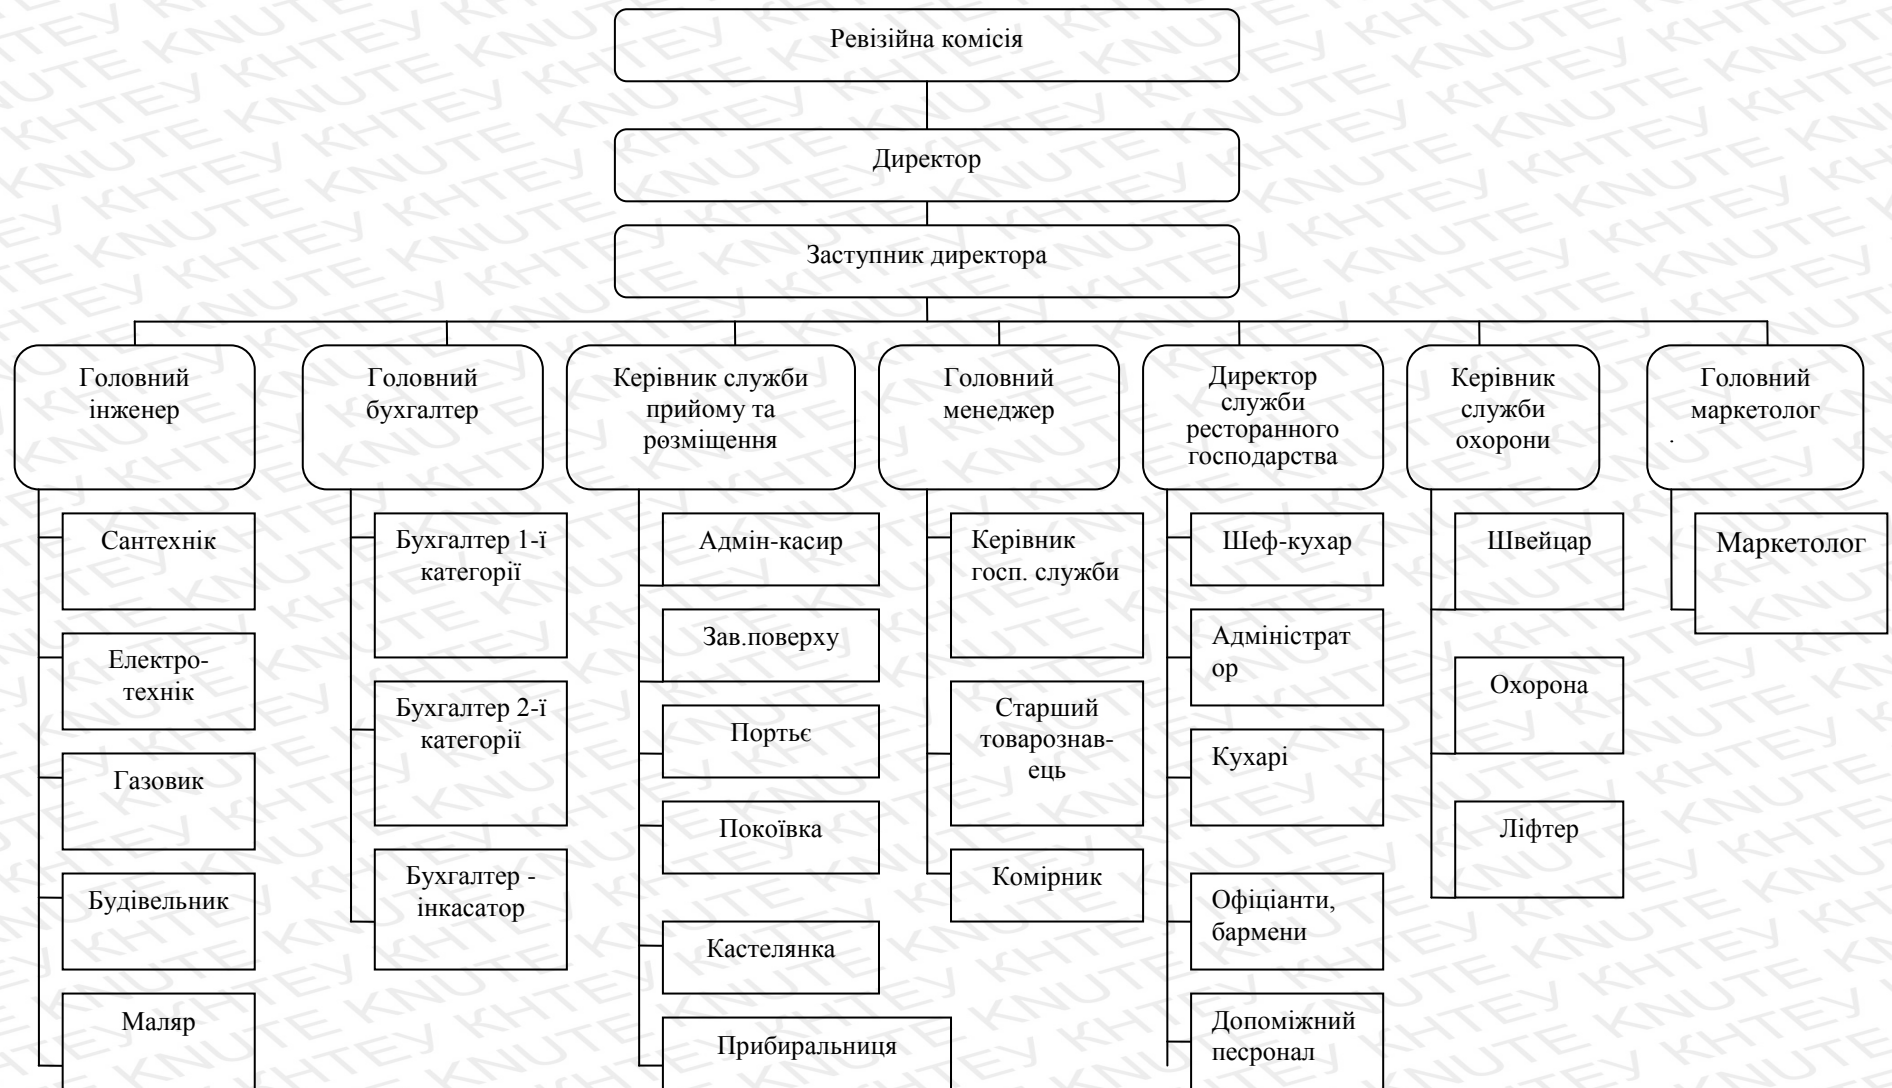 Ревізійна комісія
Директор
Заступник директора
Головний
інженер
Головний
бухгалтер
Керівник служби
прийому та
розміщення
Головний
менеджер
Директор
служби
ресторанного
господарства
Керівник
служби
охорони
Головний
маркетолог
.
Сантехнік
Електро-
технік
Газовик
Будівельник
Маляр
Бухгалтер 1-ї
категорії
Бухгалтер 2-ї
категорії
Бухгалтер -
інкасатор
Адмін-касир
Зав.поверху
Портьє
Покоївка
Кастелянка
Прибиральниця
Керівник
госп. служби
Старший
товарознав-
ець
Комірник
Шеф-кухар
Адміністрат
ор
Кухарі
Офіціанти,
бармени
Допоміжний
песронал
Швейцар
Охорона
Ліфтер
Маркетолог